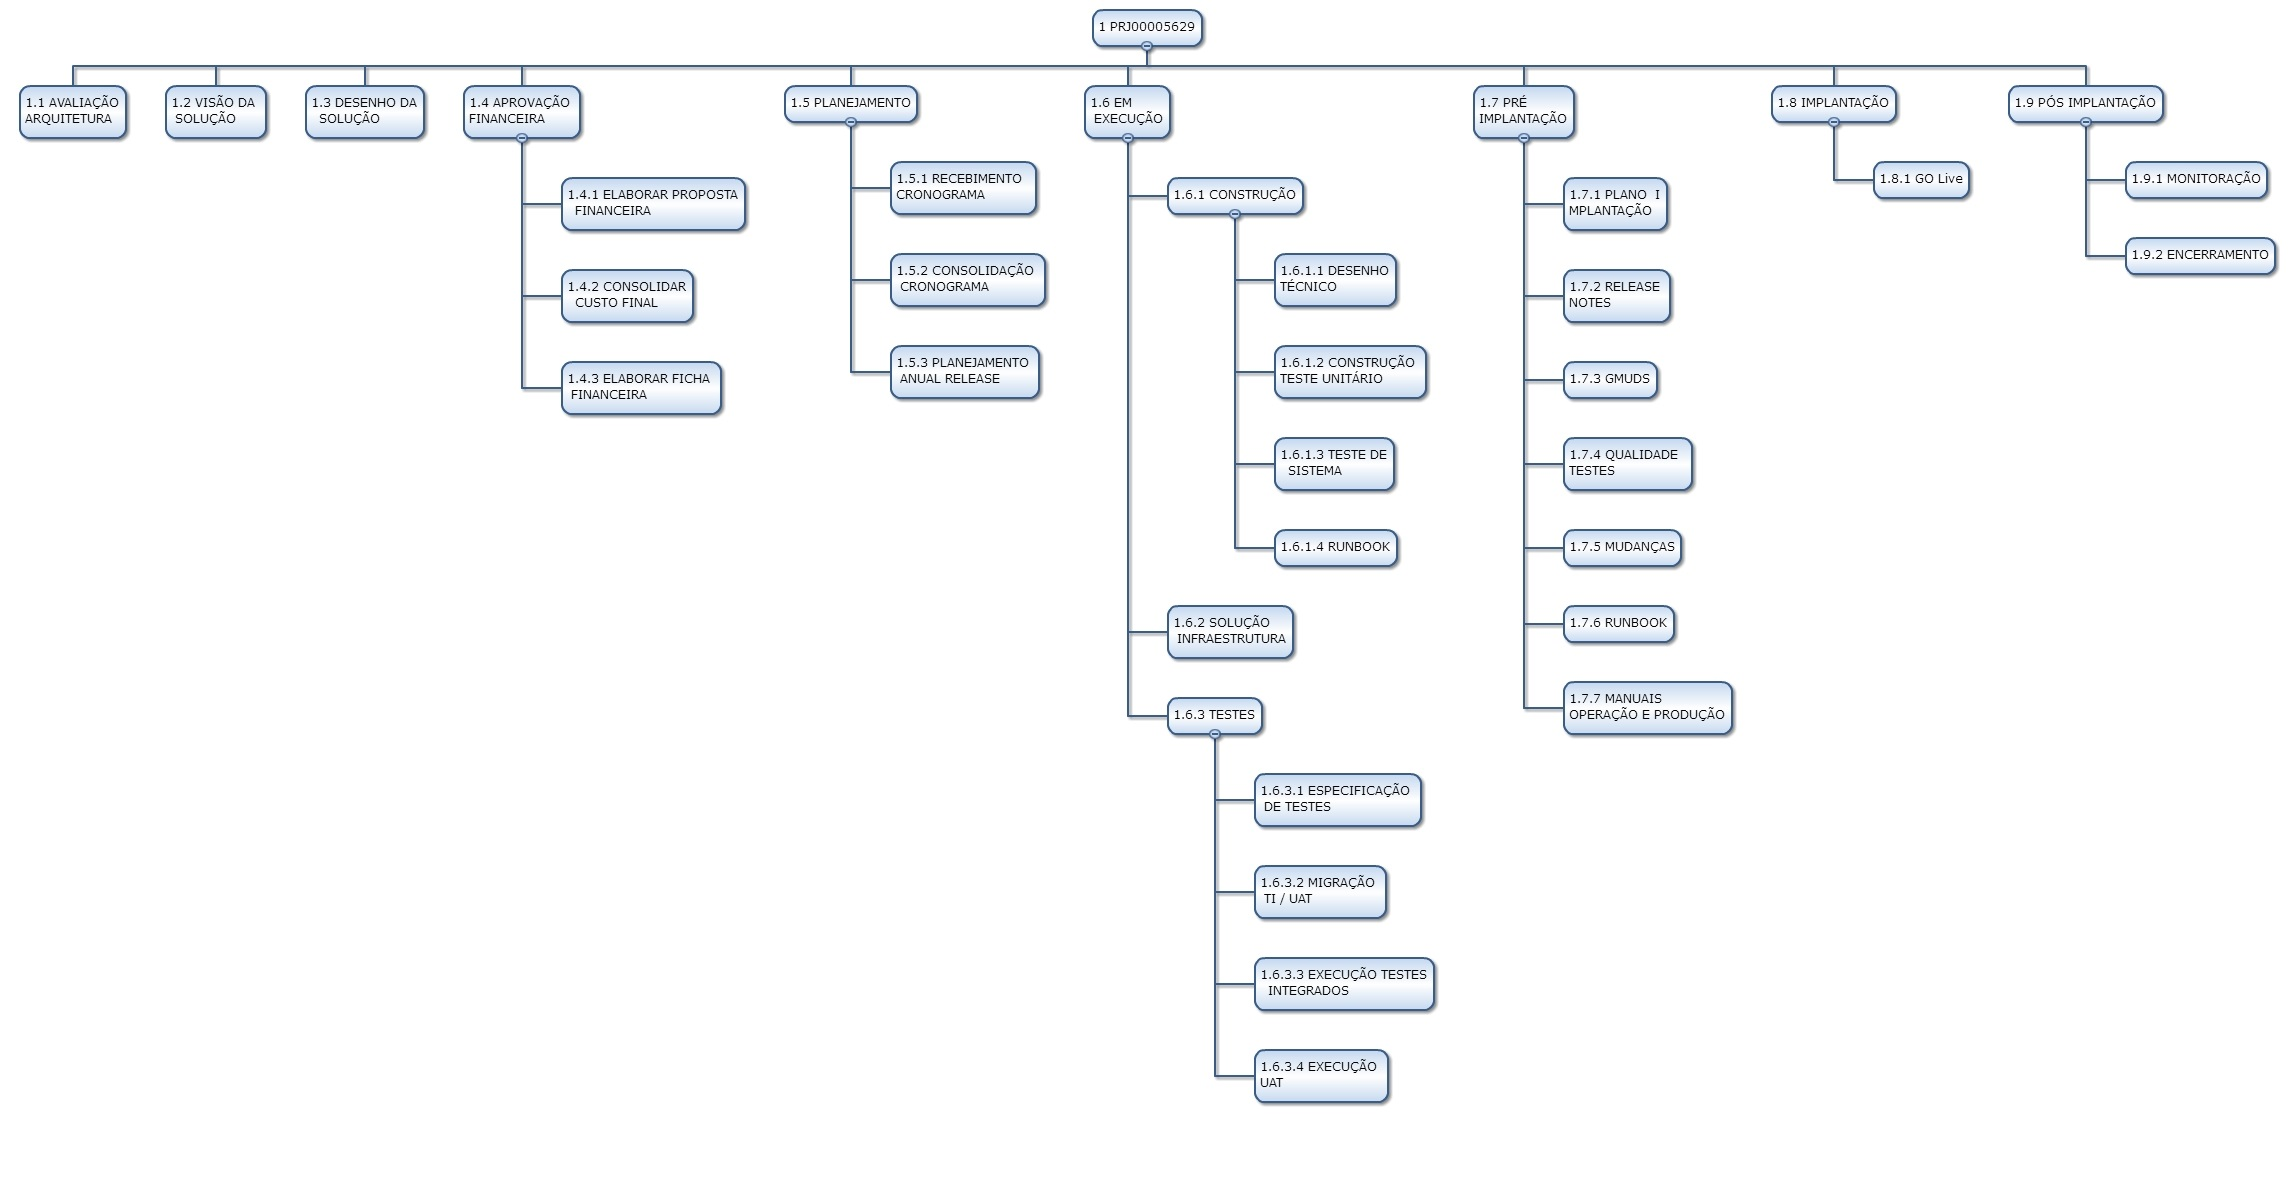 1 PRJ00005629
1.1 AVALIAÇÃO
ARQUITETURA
1.2 VISÃO DA
SOLUÇÃO
1.3 DESENHO DA
SOLUÇÃO
1.4 APROVAÇÃO
FINANCEIRA
1.4.1 ELABORAR PROPOSTA
FINANCEIRA
1.4.2 CONSOLIDAR
CUSTO FINAL
1.4.3 ELABORAR FICHA
FINANCEIRA
1.5 PLANEJAMENTO
1.5.1 RECEBIMENTO
CRONOGRAMA
1.5.2 CONSOLIDAÇÃO
CRONOGRAMA
1.5.3 PLANEJAMENTO
ANUAL RELEASE
1.6 EM
EXECUÇÃO
1.6.1 CONSTRUÇÃO
1.6.1.1 DESENHO
TÉCNICO
1.6.1.2 CONSTRUÇÃO
TESTE UNITÁRIO
1.6.1.3 TESTE DE
SISTEMA
1.6.1.4 RUNBOOK
1.6.2 SOLUÇÃO
INFRAESTRUTURA
1.6.3 TESTES
1.6.3.1 ESPECIFICAÇÃO
DE TESTES
1.6.3.2 MIGRAÇÃO
TI / UAT
1.6.3.3 EXECUÇÃO TESTES
INTEGRADOS
1.6.3.4 EXECUÇÃO
UAT
1.7 PRÉ
IMPLANTAÇÃO
1.7.1 PLANO I
MPLANTAÇÃO
1.7.2 RELEASE
NOTES
1.7.3 GMUDS
1.7.4 QUALIDADE
TESTES
1.7.5 MUDANÇAS
1.7.6 RUNBOOK
1.7.7 MANUAIS
OPERAÇÃO E PRODUÇÃO
1.8 IMPLANTAÇÃO
1.8.1 GO Live
1.9 PÓS IMPLANTAÇÃO
1.9.1 MONITORAÇÃO
1.9.2 ENCERRAMENTO